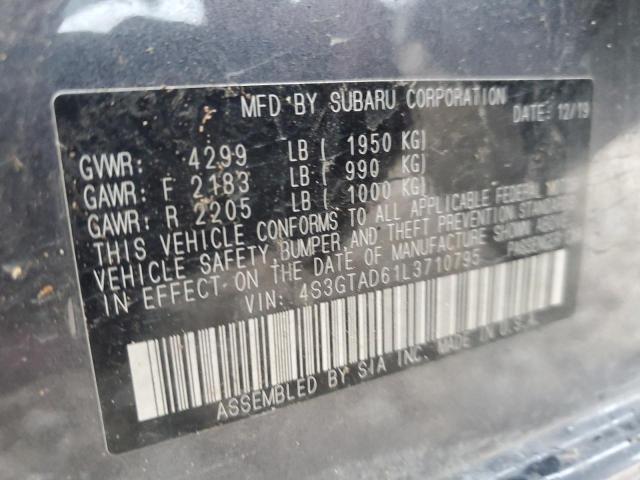 MFD BY SUBARU CORPORATION DATE: 12/19
GVWR: 4299 LB ( 1950 KG)
GAWR: F 2183 LB ( 990 KG)
GAWR: R 2205 LB ( 1000 KG)
THIS VEHICLE CONFORMS TO ALL APPLICABLE FEDERAL MOTOR
VEHICLE SAFETY, BUMPER, AND THEFT PREVENTION STANDARDS
IN EFFECT ON THE DATE OF MANUFACTURE SHOWN ABOVE
VIN: 4S3GTAD61L3710795 PASSENGER
ASSEMBLED BY SIA INC. MADE IN U.S.A.